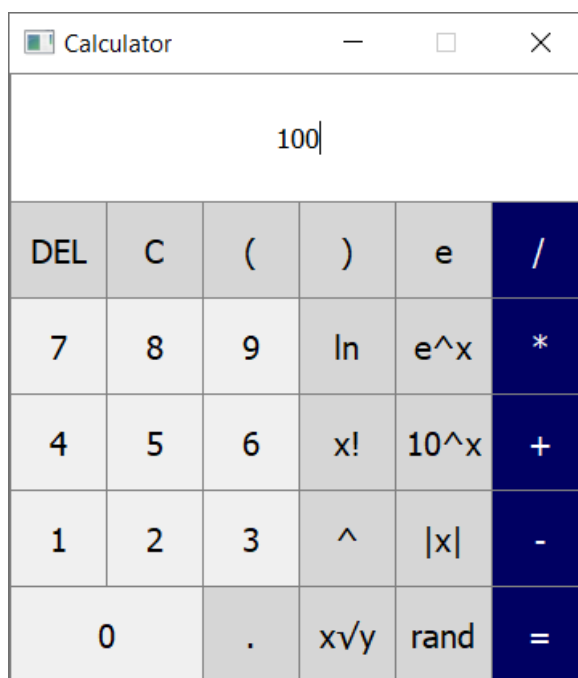 Calculator
100
DEL C ( ) e /
7 8 9 ln e^x *
4 5 6 x! 10^x +
1 2 3 ^ |x| -
0 . x√y rand =